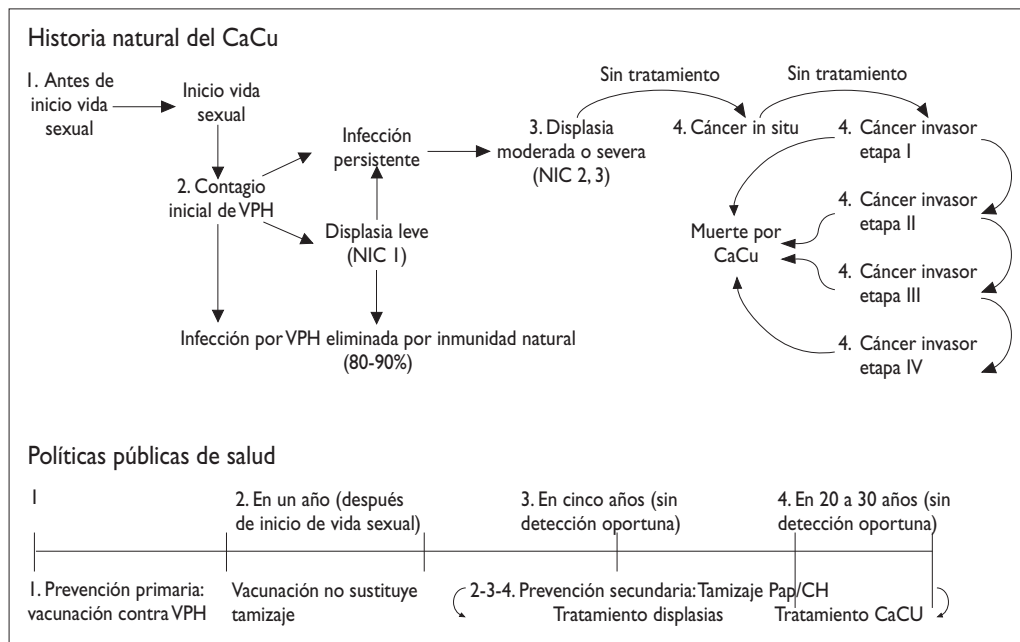 Historia natural del CaCu
1. Antes de
inicio vida
sexual
Inicio vida
sexual
2. Contagio
inicial de VPH
Infección
persistente
Displasia leve
(NIC 1)
Infección por VPH eliminada por inmunidad natural
(80-90%)
3. Displasia
moderada o severa
(NIC 2, 3)
Sin tratamiento
4. Cáncer in situ
Sin tratamiento
4. Cáncer invasor
etapa I
4. Cáncer invasor
etapa II
4. Cáncer invasor
etapa III
4. Cáncer invasor
etapa IV
Muerte por
CaCu
Políticas públicas de salud
1
2. En un año (después
de inicio de vida sexual)
3. En cinco años (sin
detección oportuna)
4. En 20 a 30 años (sin
detección oportuna)
1. Prevención primaria:
vacunación contra VPH
Vacunación no sustituye
tamizaje
2-3-4. Prevención secundaria: Tamizaje Pap/CH
Tratamiento displasias
Tratamiento CaCU